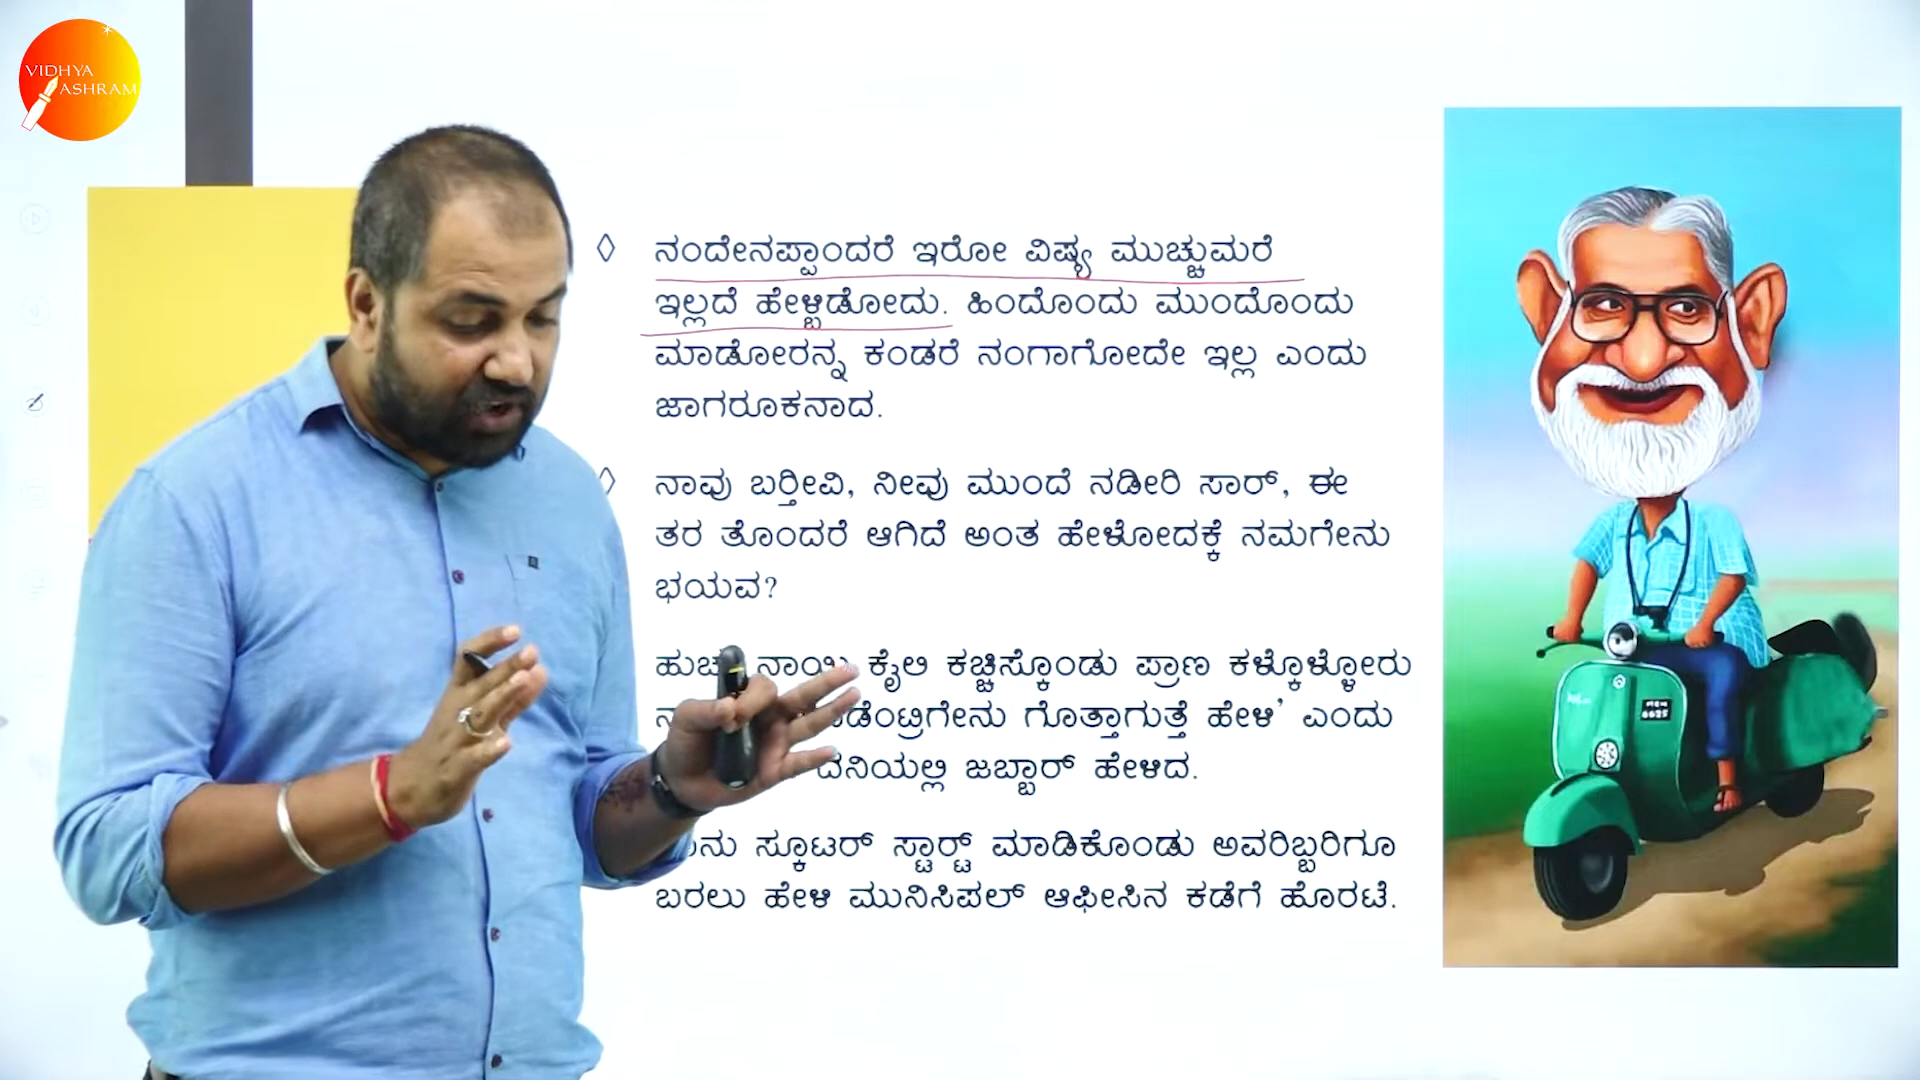 VIDHYA
ASHRAM
ನಂದೇನಪ್ಪಾಂದರೆ ಇರೋ ವಿಷ್ಯ ಮುಚ್ಚುಮರೆ
ಇಲ್ಲದೆ ಹೇಳ್ಬಿಡೋದು. ಹಿಂದೊಂದು ಮುಂದೊಂದು
ಮಾಡೋರನ್ನ ಕಂಡರೆ ನಂಗಾಗೋದೇ ಇಲ್ಲ ಎಂದು
ಜಾಗರೂಕನಾದ.
ನಾವು ಬರ್‍ತೀವಿ, ನೀವು ಮುಂದೆ ನಡೀರಿ ಸಾರ್, ಈ
ತರ ತೊಂದರೆ ಆಗಿದೆ ಅಂತ ಹೇಳೋದಕ್ಕೆ ನಮಗೇನು
ಭಯವ?
ನಾಯಿ ಕೈಲಿ ಕಚ್ಚಿಸ್ಕೊಂಡು ಪ್ರಾಣ ಕಳ್ಕೊಳ್ಳೋರು
ಗೊತ್ತಾಗುತ್ತೆ ಹೇಳಿ' ಎಂದು
ದನಿಯಲ್ಲಿ ಜಬ್ಬಾರ್ ಹೇಳಿದ.
ಸ್ಕೂಟರ್ ಸ್ಟಾರ್ಟ್ ಮಾಡಿಕೊಂಡು ಅವರಿಬ್ಬರಿಗೂ
ಬರಲು ಹೇಳಿ ಮುನಿಸಿಪಲ್ ಆಫೀಸಿನ ಕಡೆಗೆ ಹೊರಟೆ.